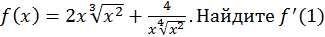 f(x) = 2x∛x² + 4/(x∜x²). Найдите f′(1)